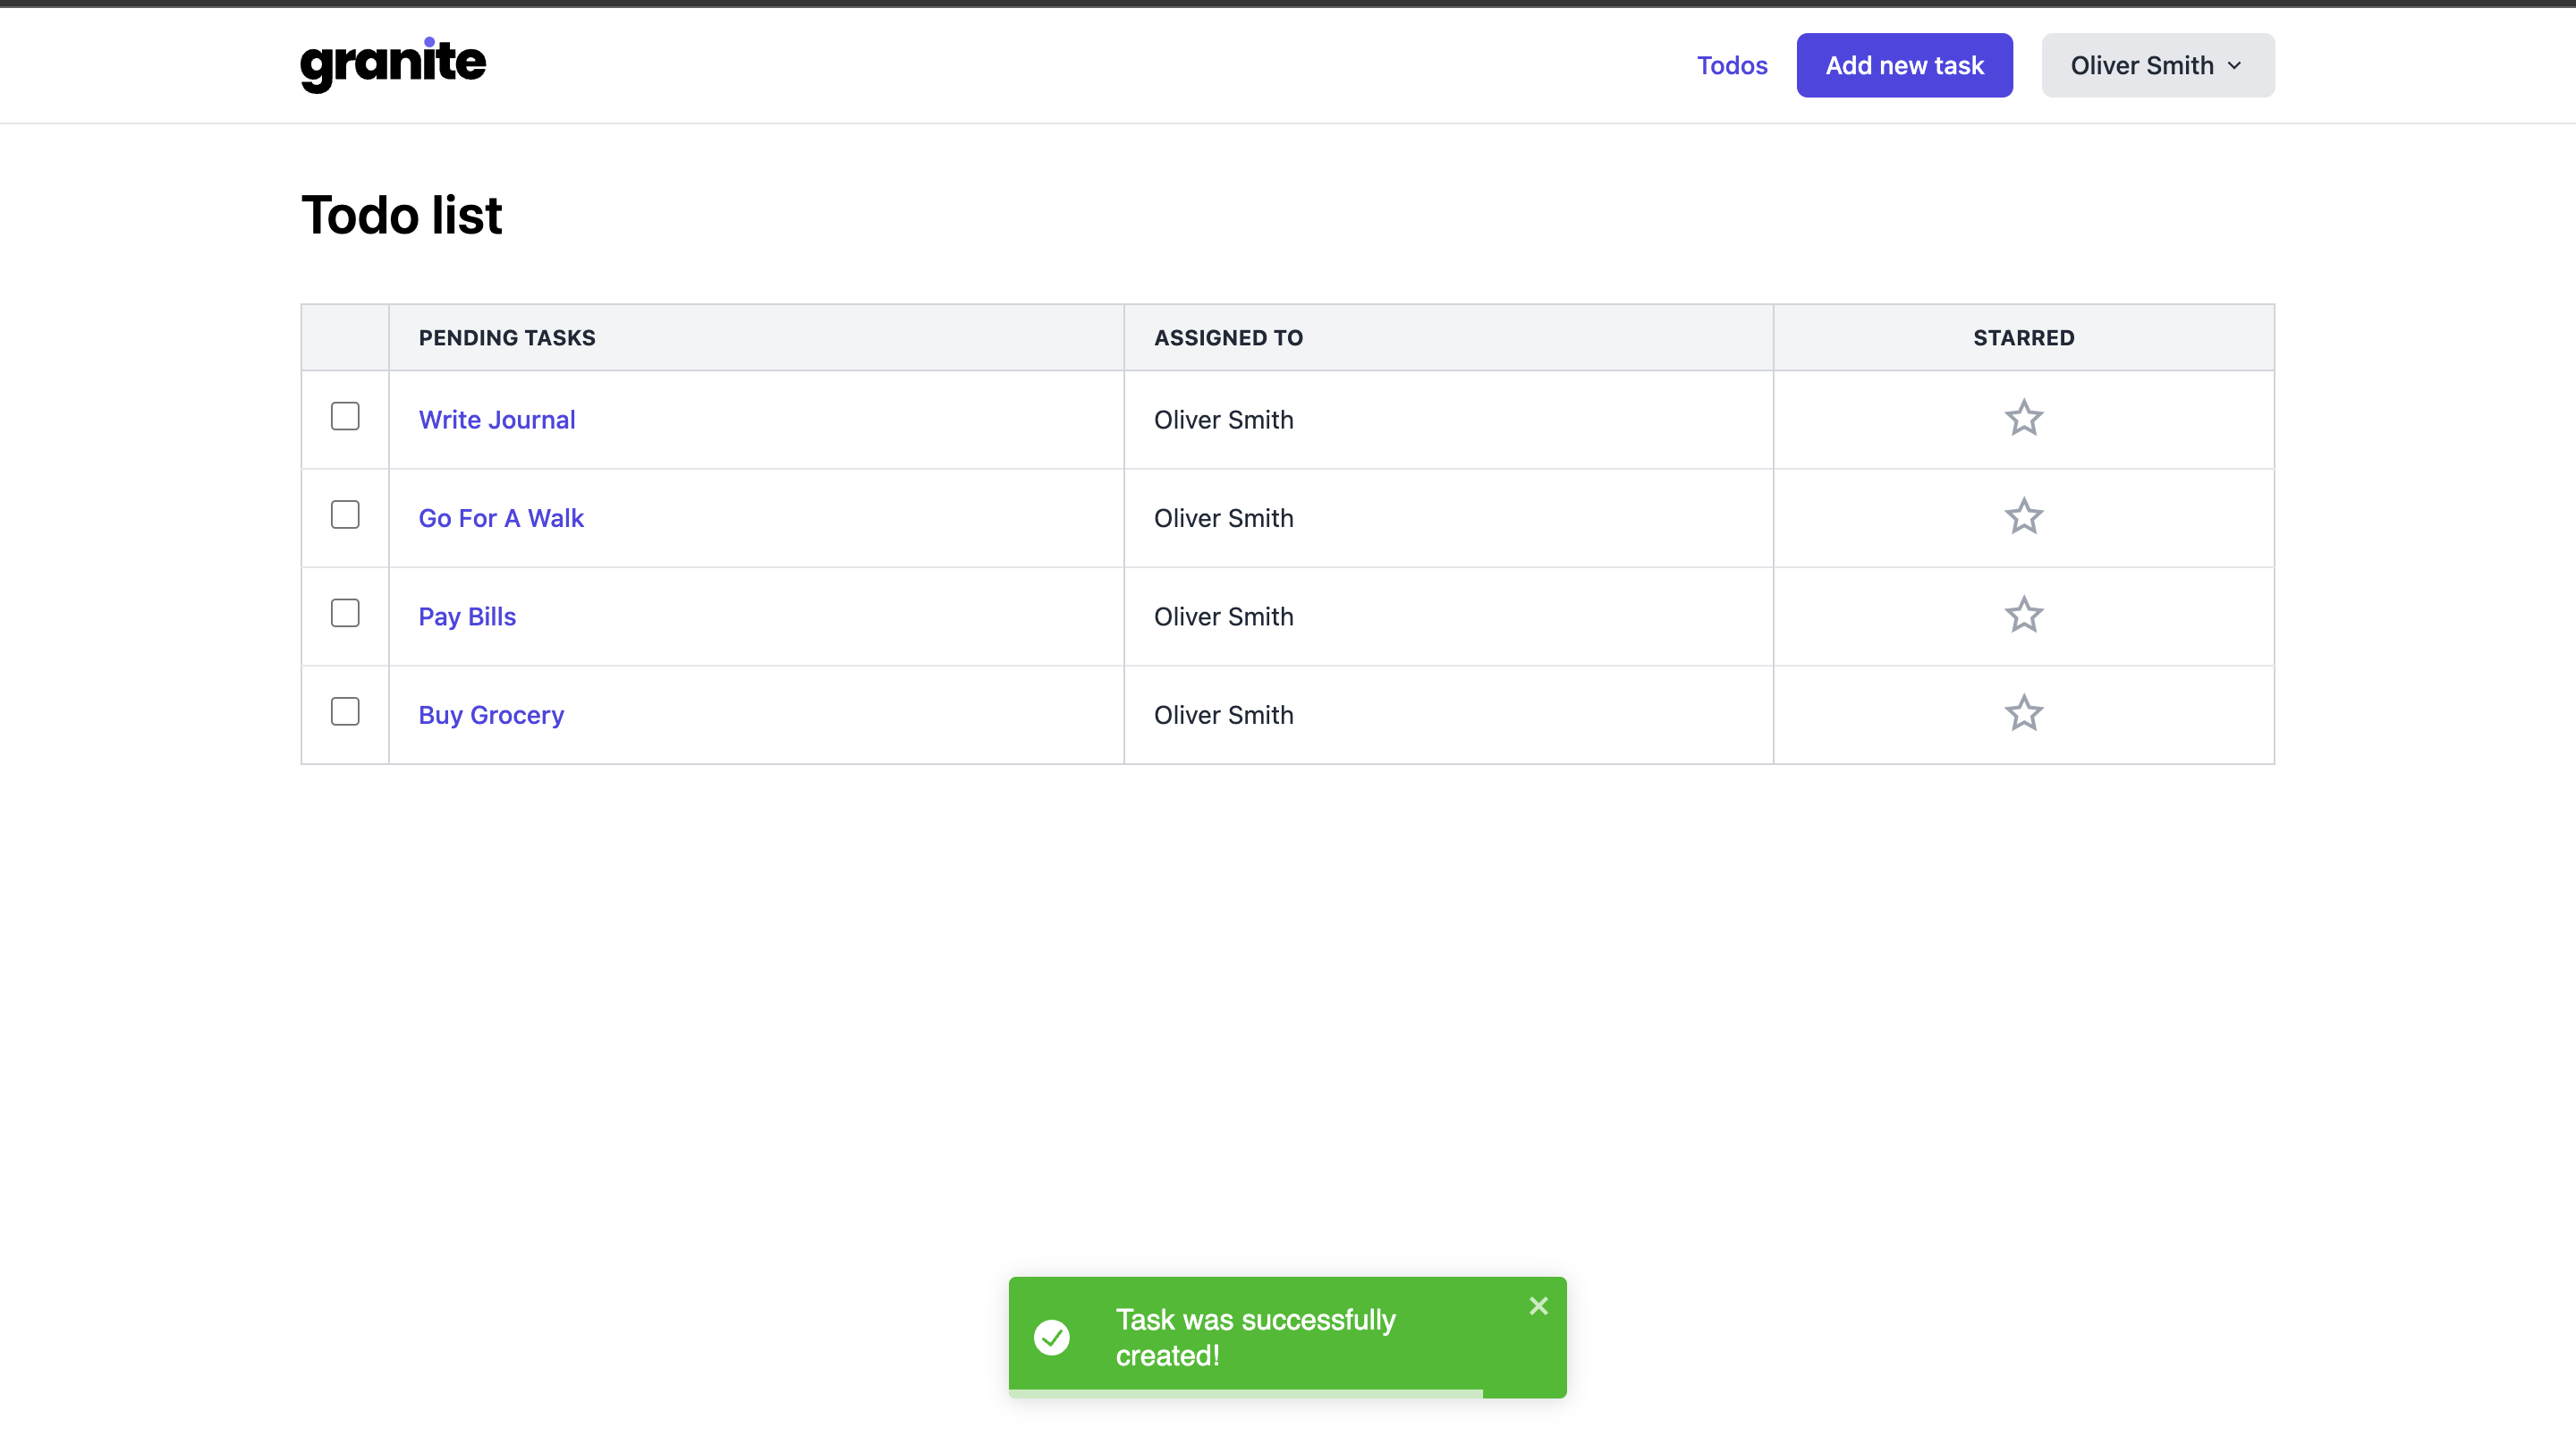 granite
Todos
Add new task
Oliver Smith
Todo list
PENDING TASKS ASSIGNED TO STARRED
Write Journal Oliver Smith
Go For A Walk Oliver Smith
Pay Bills Oliver Smith
Buy Grocery Oliver Smith
Task was successfully
created!